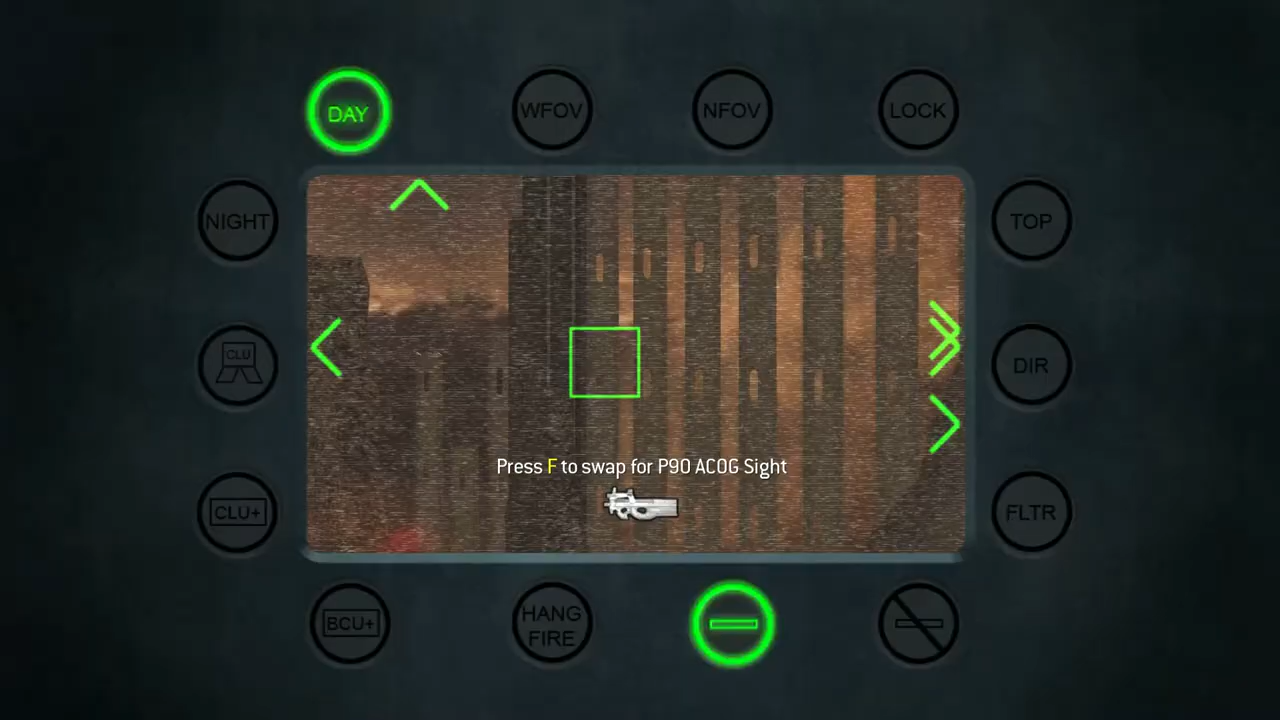 DAY
WFOV
NFOV
LOCK
NIGHT
TOP
CLU
DIR
Press F to swap for P90 ACOG Sight
CLU+
FLTR
BCU+
HANG
FIRE